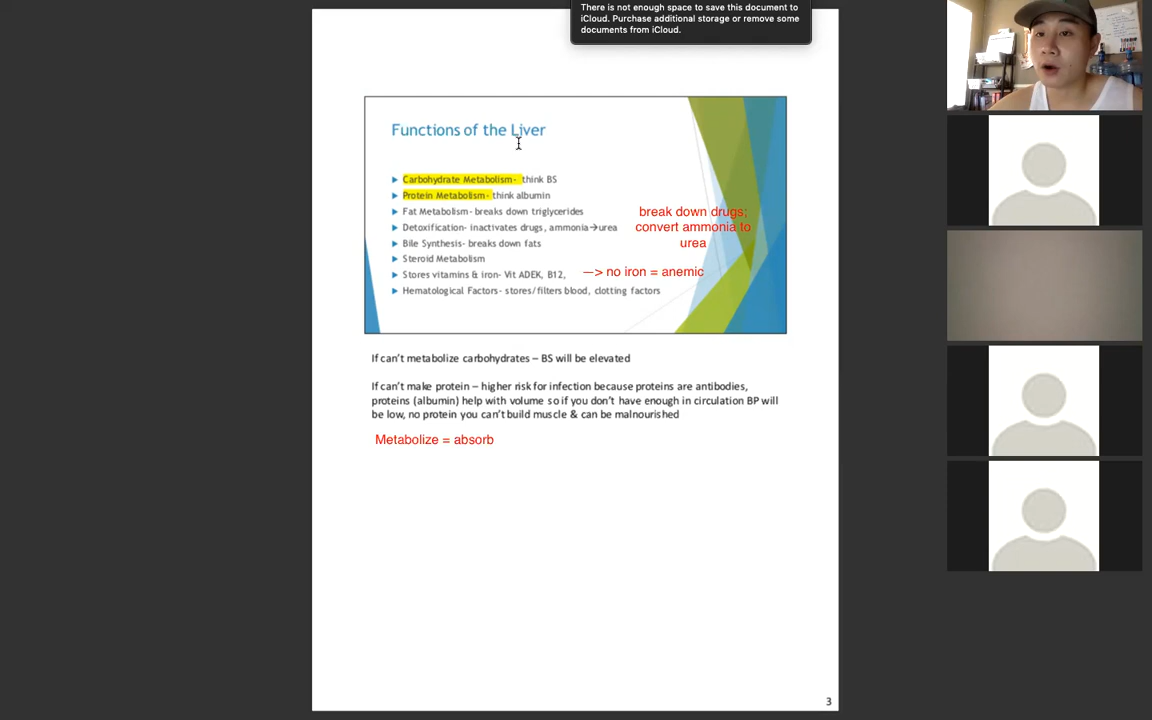 There is not enough space to save this document to
iCloud. Purchase additional storage or remove some
documents from iCloud.
Functions of the Liver
Carbohydrate Metabolism- think BS
Protein Metabolism- think albumin
Fat Metabolism- breaks down triglycerides
Detoxification- inactivates drugs, ammonia→urea
Bile Synthesis- breaks down fats
Steroid Metabolism
Stores vitamins & iron- Vit ADEK, B12,
Hematological Factors- stores/filters blood, clotting factors
break down drugs;
convert ammonia to
urea
—> no iron = anemic
If can't metabolize carbohydrates – BS will be elevated
If can't make protein – higher risk for infection because proteins are antibodies,
proteins (albumin) help with volume so if you don't have enough in circulation BP will
be low, no protein you can't build muscle & can be malnourished
Metabolize = absorb
3